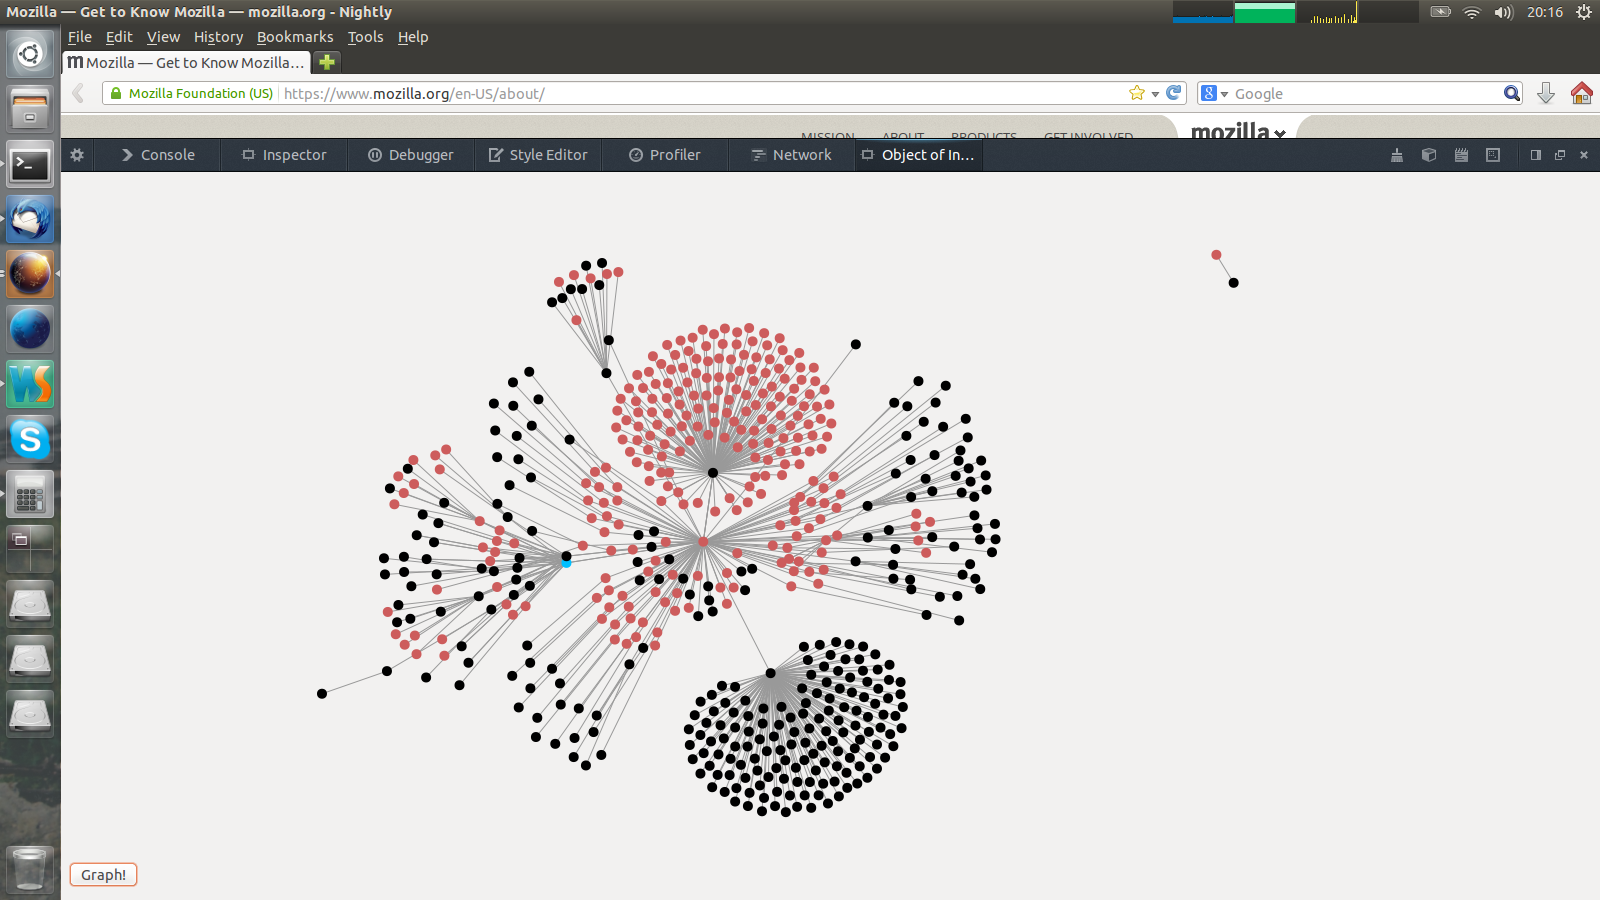 Mozilla — Get to Know Mozilla — mozilla.org - Nightly
20:16
File Edit View History Bookmarks Tools Help
m Mozilla — Get to Know Mozilla…
Mozilla Foundation (US) https://www.mozilla.org/en-US/about/
8 Google
MISSION ABOUT PRODUCTS GET INVOLVED mozilla
Console Inspector Debugger Style Editor Profiler Network Object of In…
WS
S
Graph!